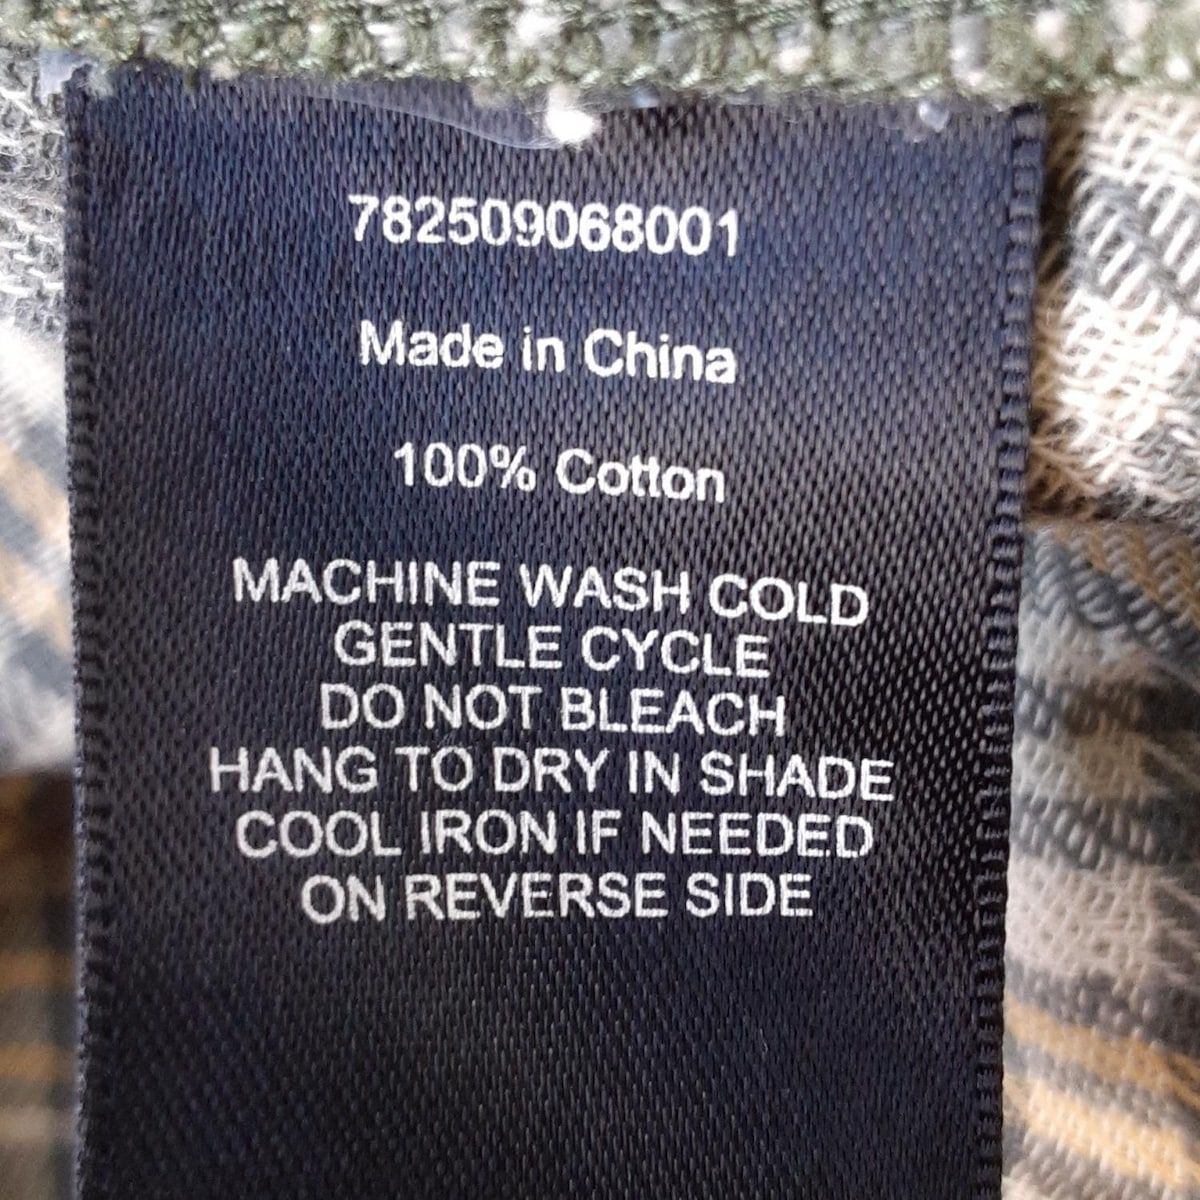 782509068001
Made in China
100% Cotton
MACHINE WASH COLD
GENTLE CYCLE
DO NOT BLEACH
HANG TO DRY IN SHADE
COOL IRON IF NEEDED
ON REVERSE SIDE